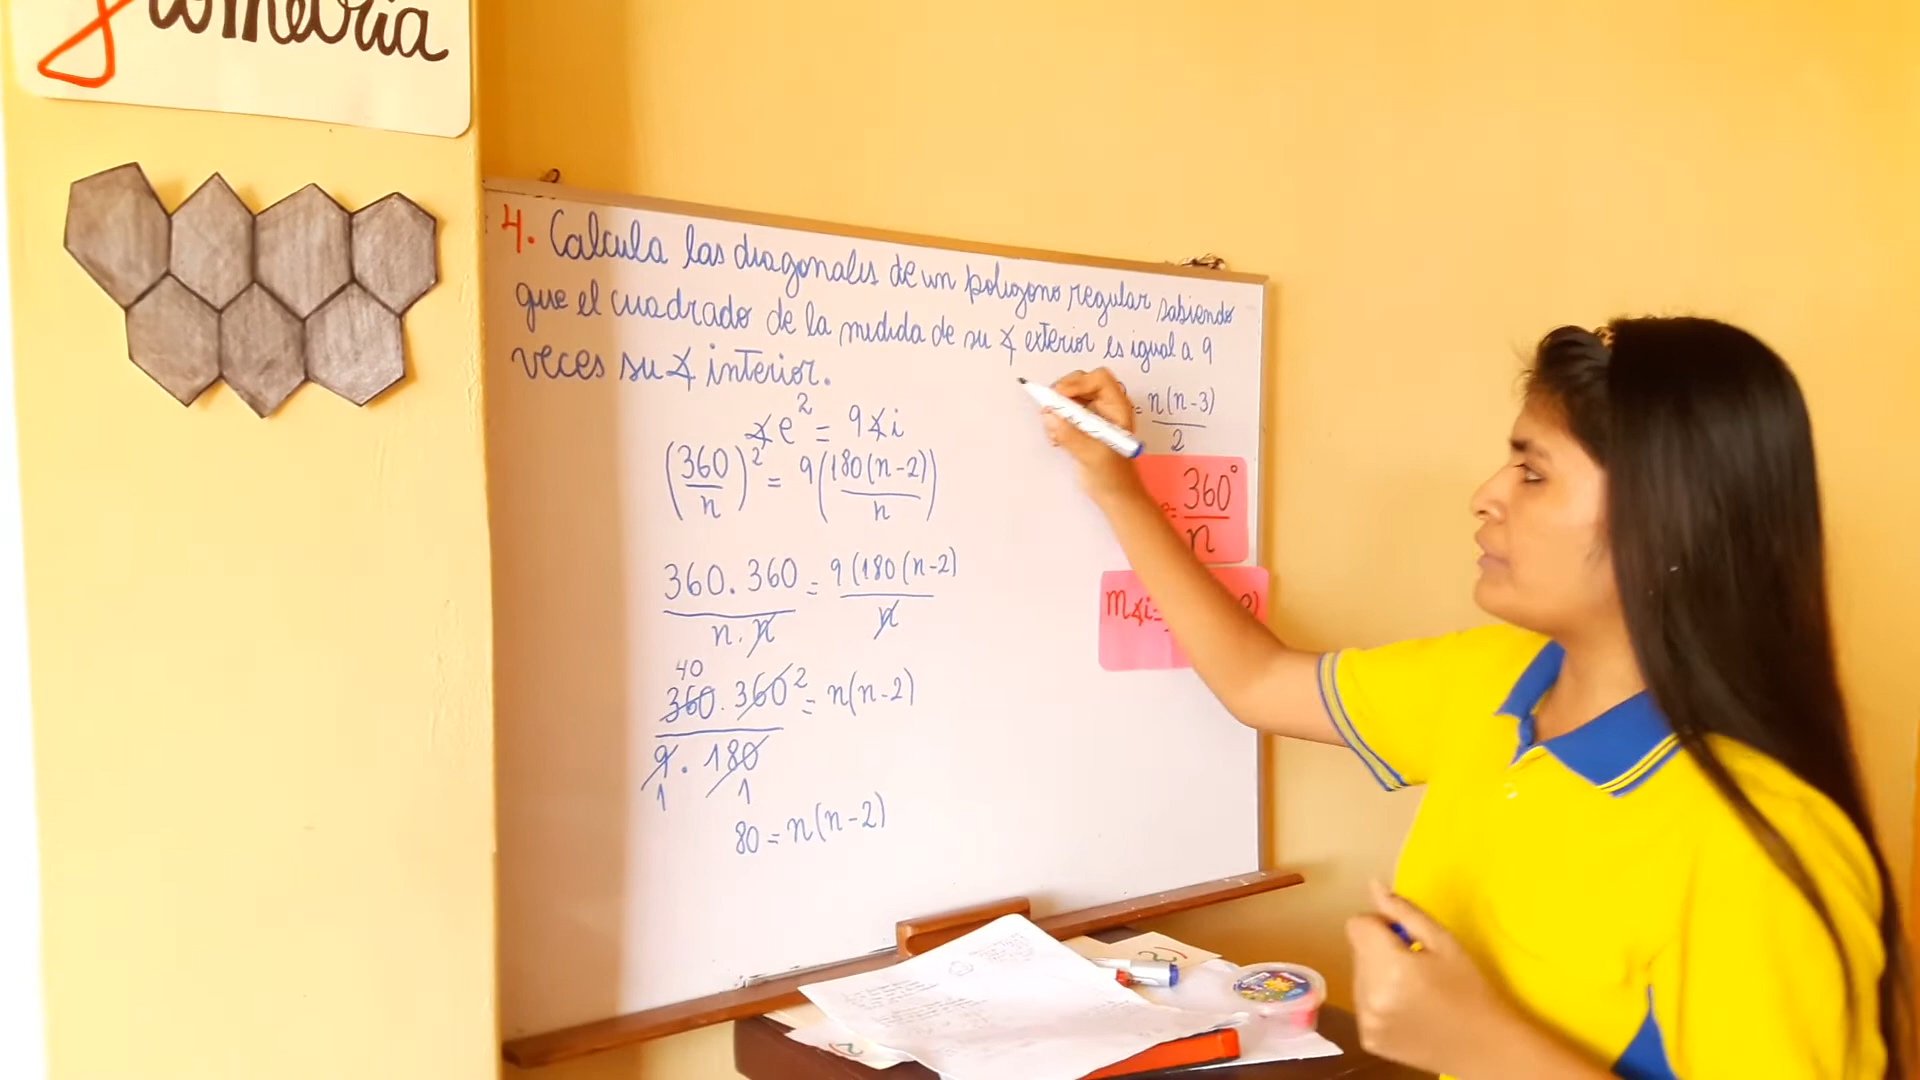 4. Calcula las diagonales de un polígono regular sabiendo
que el cuadrado de la medida de su ∡ exterior es igual a 9
veces su ∡ interior.
∡e² = 9∡i
(360/n)² = 9(180(n-2)/n)
360.360/n.n = 9(180(n-2)/n
40
360.360 2 = n(n-2)
9.180
1 1
80 = n(n-2)
= n(n-3)/2
= 360°/n
m∡i=